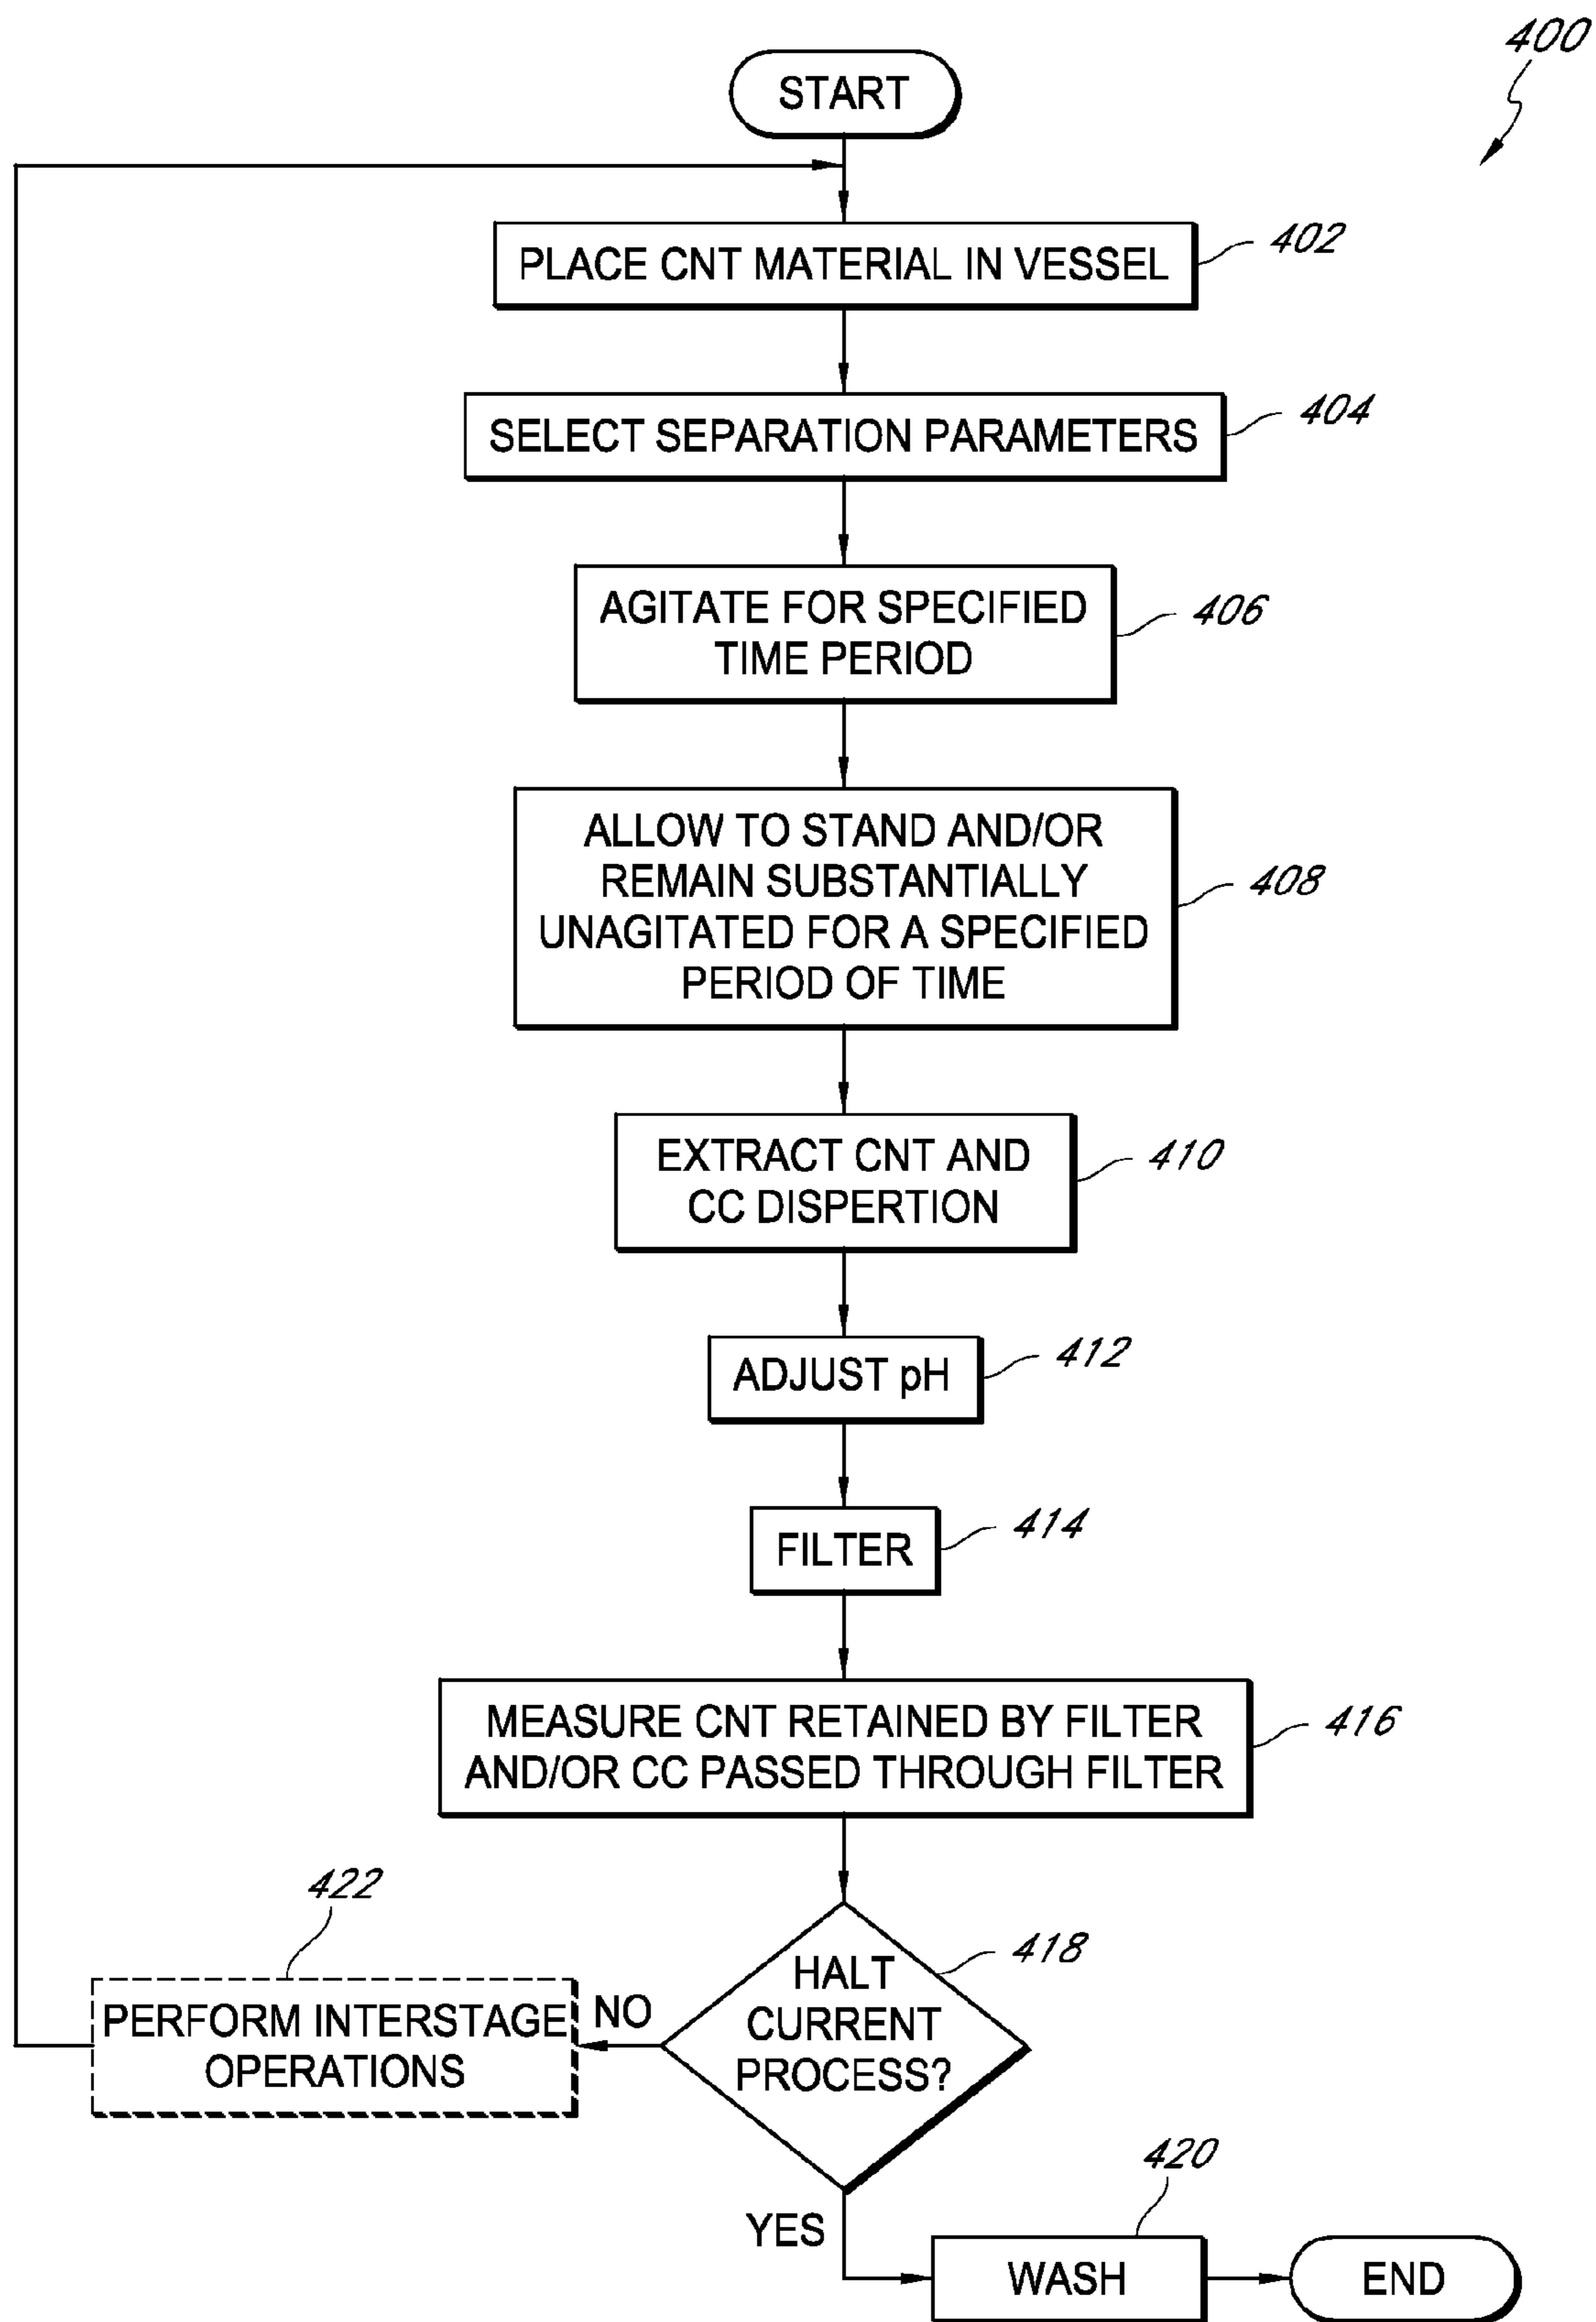 400
START
PLACE CNT MATERIAL IN VESSEL
402
SELECT SEPARATION PARAMETERS
404
AGITATE FOR SPECIFIED
TIME PERIOD
406
ALLOW TO STAND AND/OR
REMAIN SUBSTANTIALLY
UNAGITATED FOR A SPECIFIED
PERIOD OF TIME
408
EXTRACT CNT AND
CC DISPERTION
410
ADJUST pH
412
FILTER
414
MEASURE CNT RETAINED BY FILTER
AND/OR CC PASSED THROUGH FILTER
416
HALT
CURRENT
PROCESS?
418
NO
PERFORM INTERSTAGE
OPERATIONS
422
YES
WASH
420
END